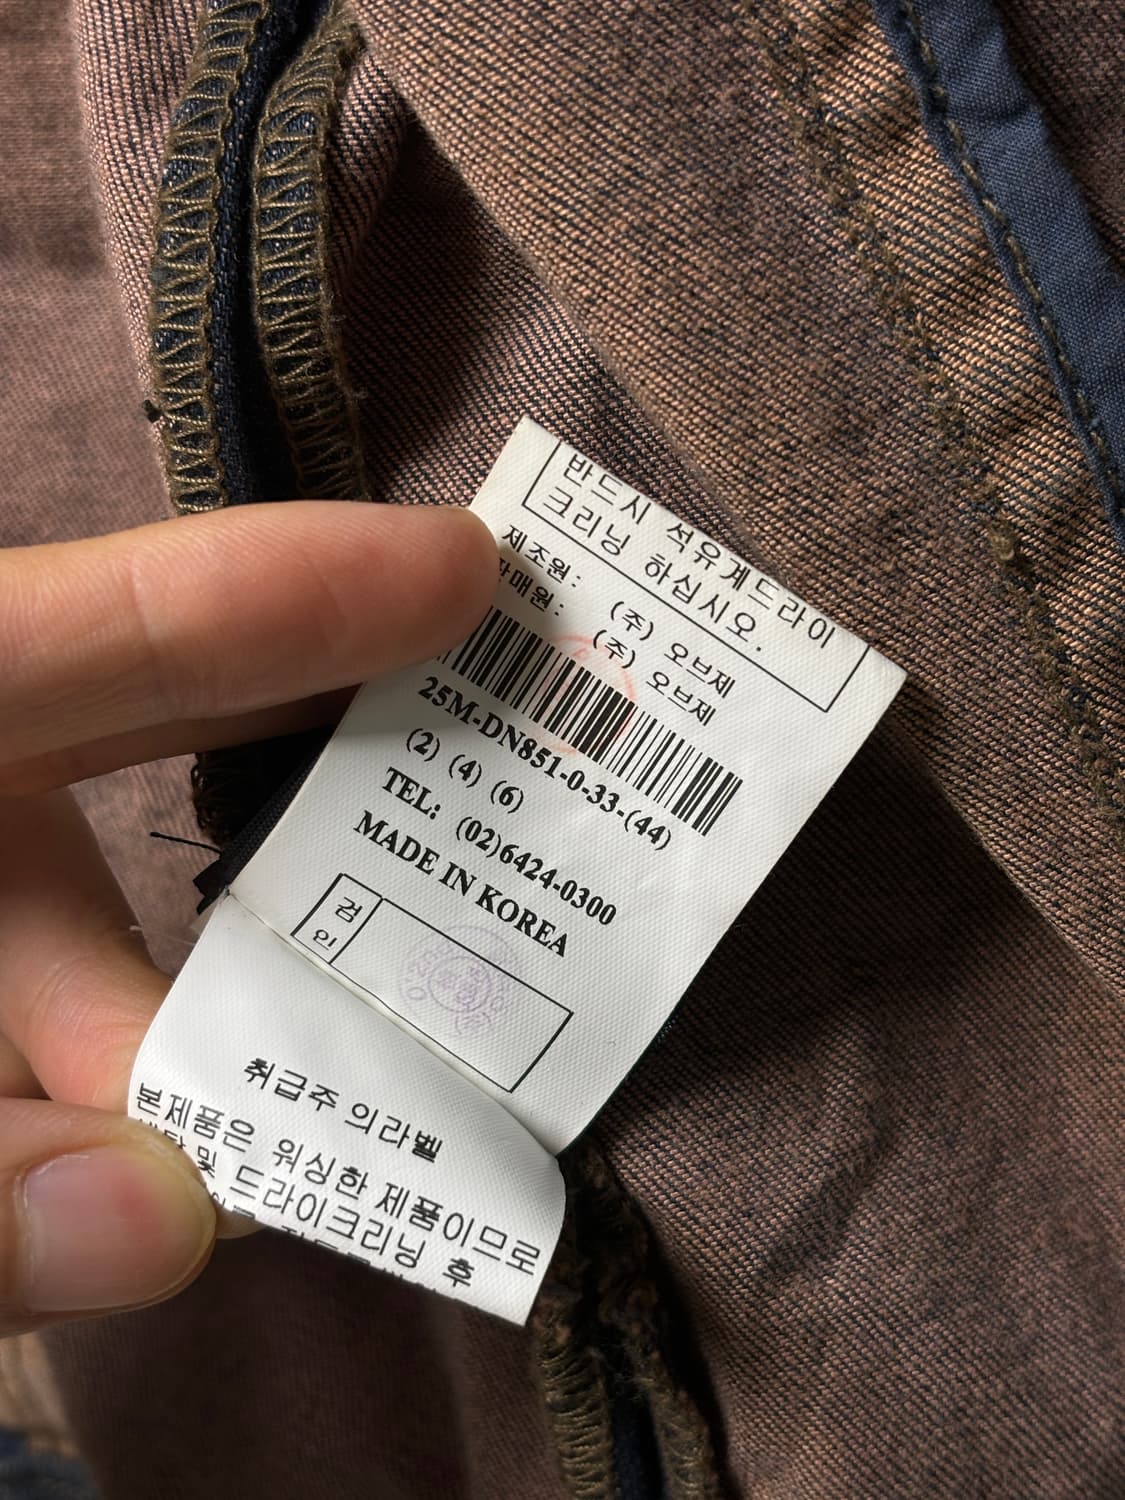 반드시 석유계드라이
크리닝 하십시오.
제조원: (주) 오브제
판매원: (주) 오브제
25M-DN851-0-33-(44)
(2) (4) (6)
TEL: (02)6424-0300
MADE IN KOREA
검
인
취급주 의라벨
본제품은 워싱한 제품이므로
및 드라이크리닝 후